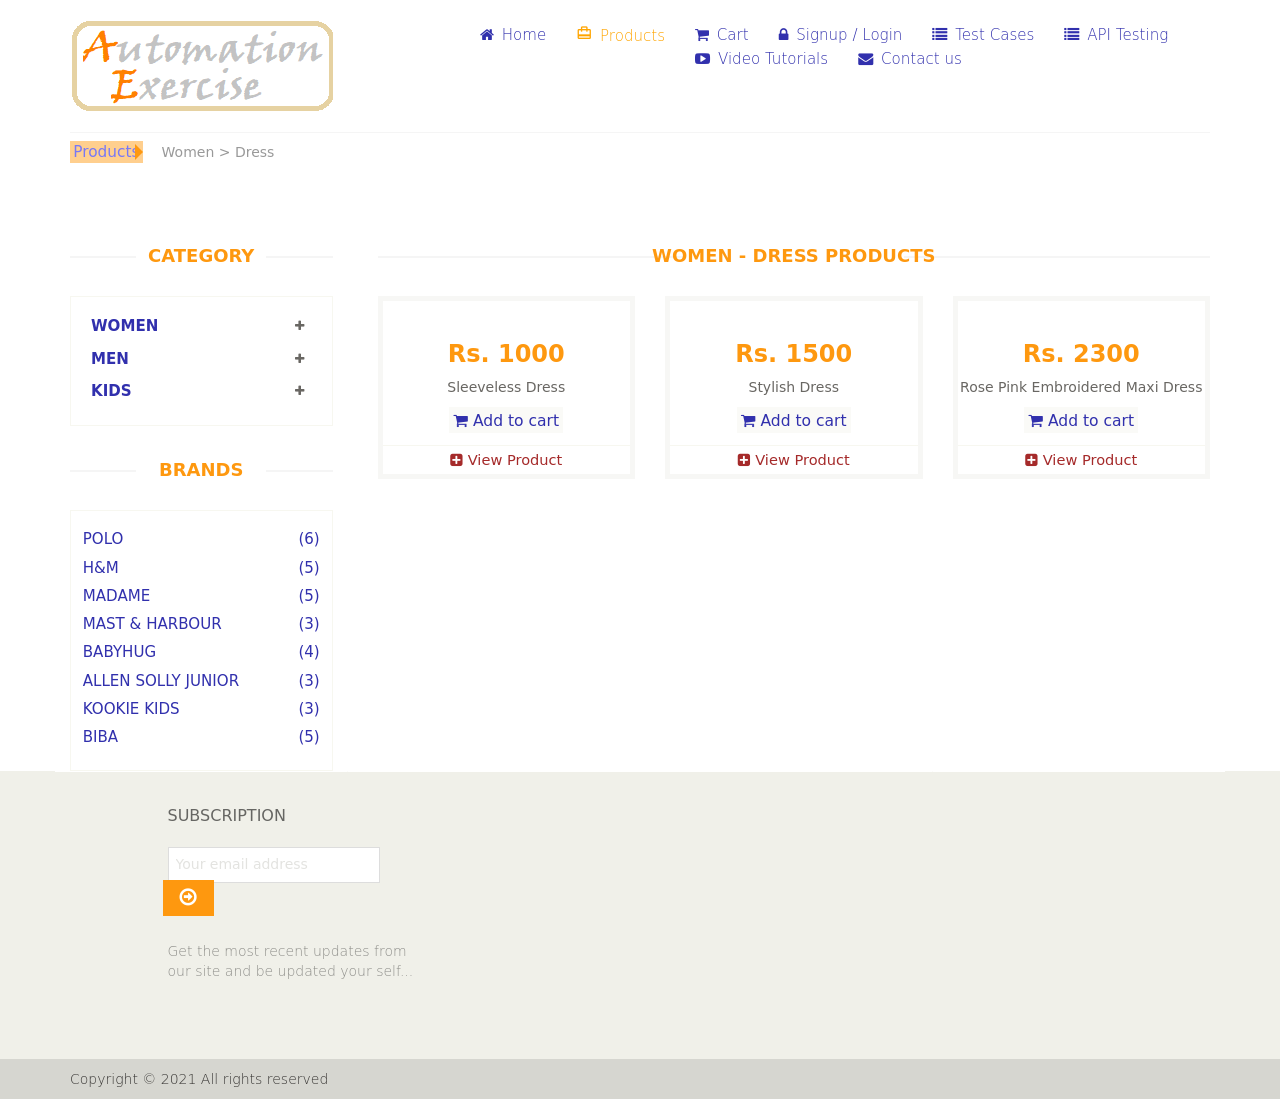 Automation
Exercise
Home
Products
Cart
Signup / Login
Test Cases
API Testing
Video Tutorials
Contact us
Products
Women > Dress
CATEGORY
WOMEN
MEN
KIDS
BRANDS
POLO (6)
H&M (5)
MADAME (5)
MAST & HARBOUR (3)
BABYHUG (4)
ALLEN SOLLY JUNIOR (3)
KOOKIE KIDS (3)
BIBA (5)
WOMEN - DRESS PRODUCTS
Rs. 1000
Sleeveless Dress
Add to cart
View Product
Rs. 1500
Stylish Dress
Add to cart
View Product
Rs. 2300
Rose Pink Embroidered Maxi Dress
Add to cart
View Product
SUBSCRIPTION
Your email address
Get the most recent updates from
our site and be updated your self...
Copyright © 2021 All rights reserved